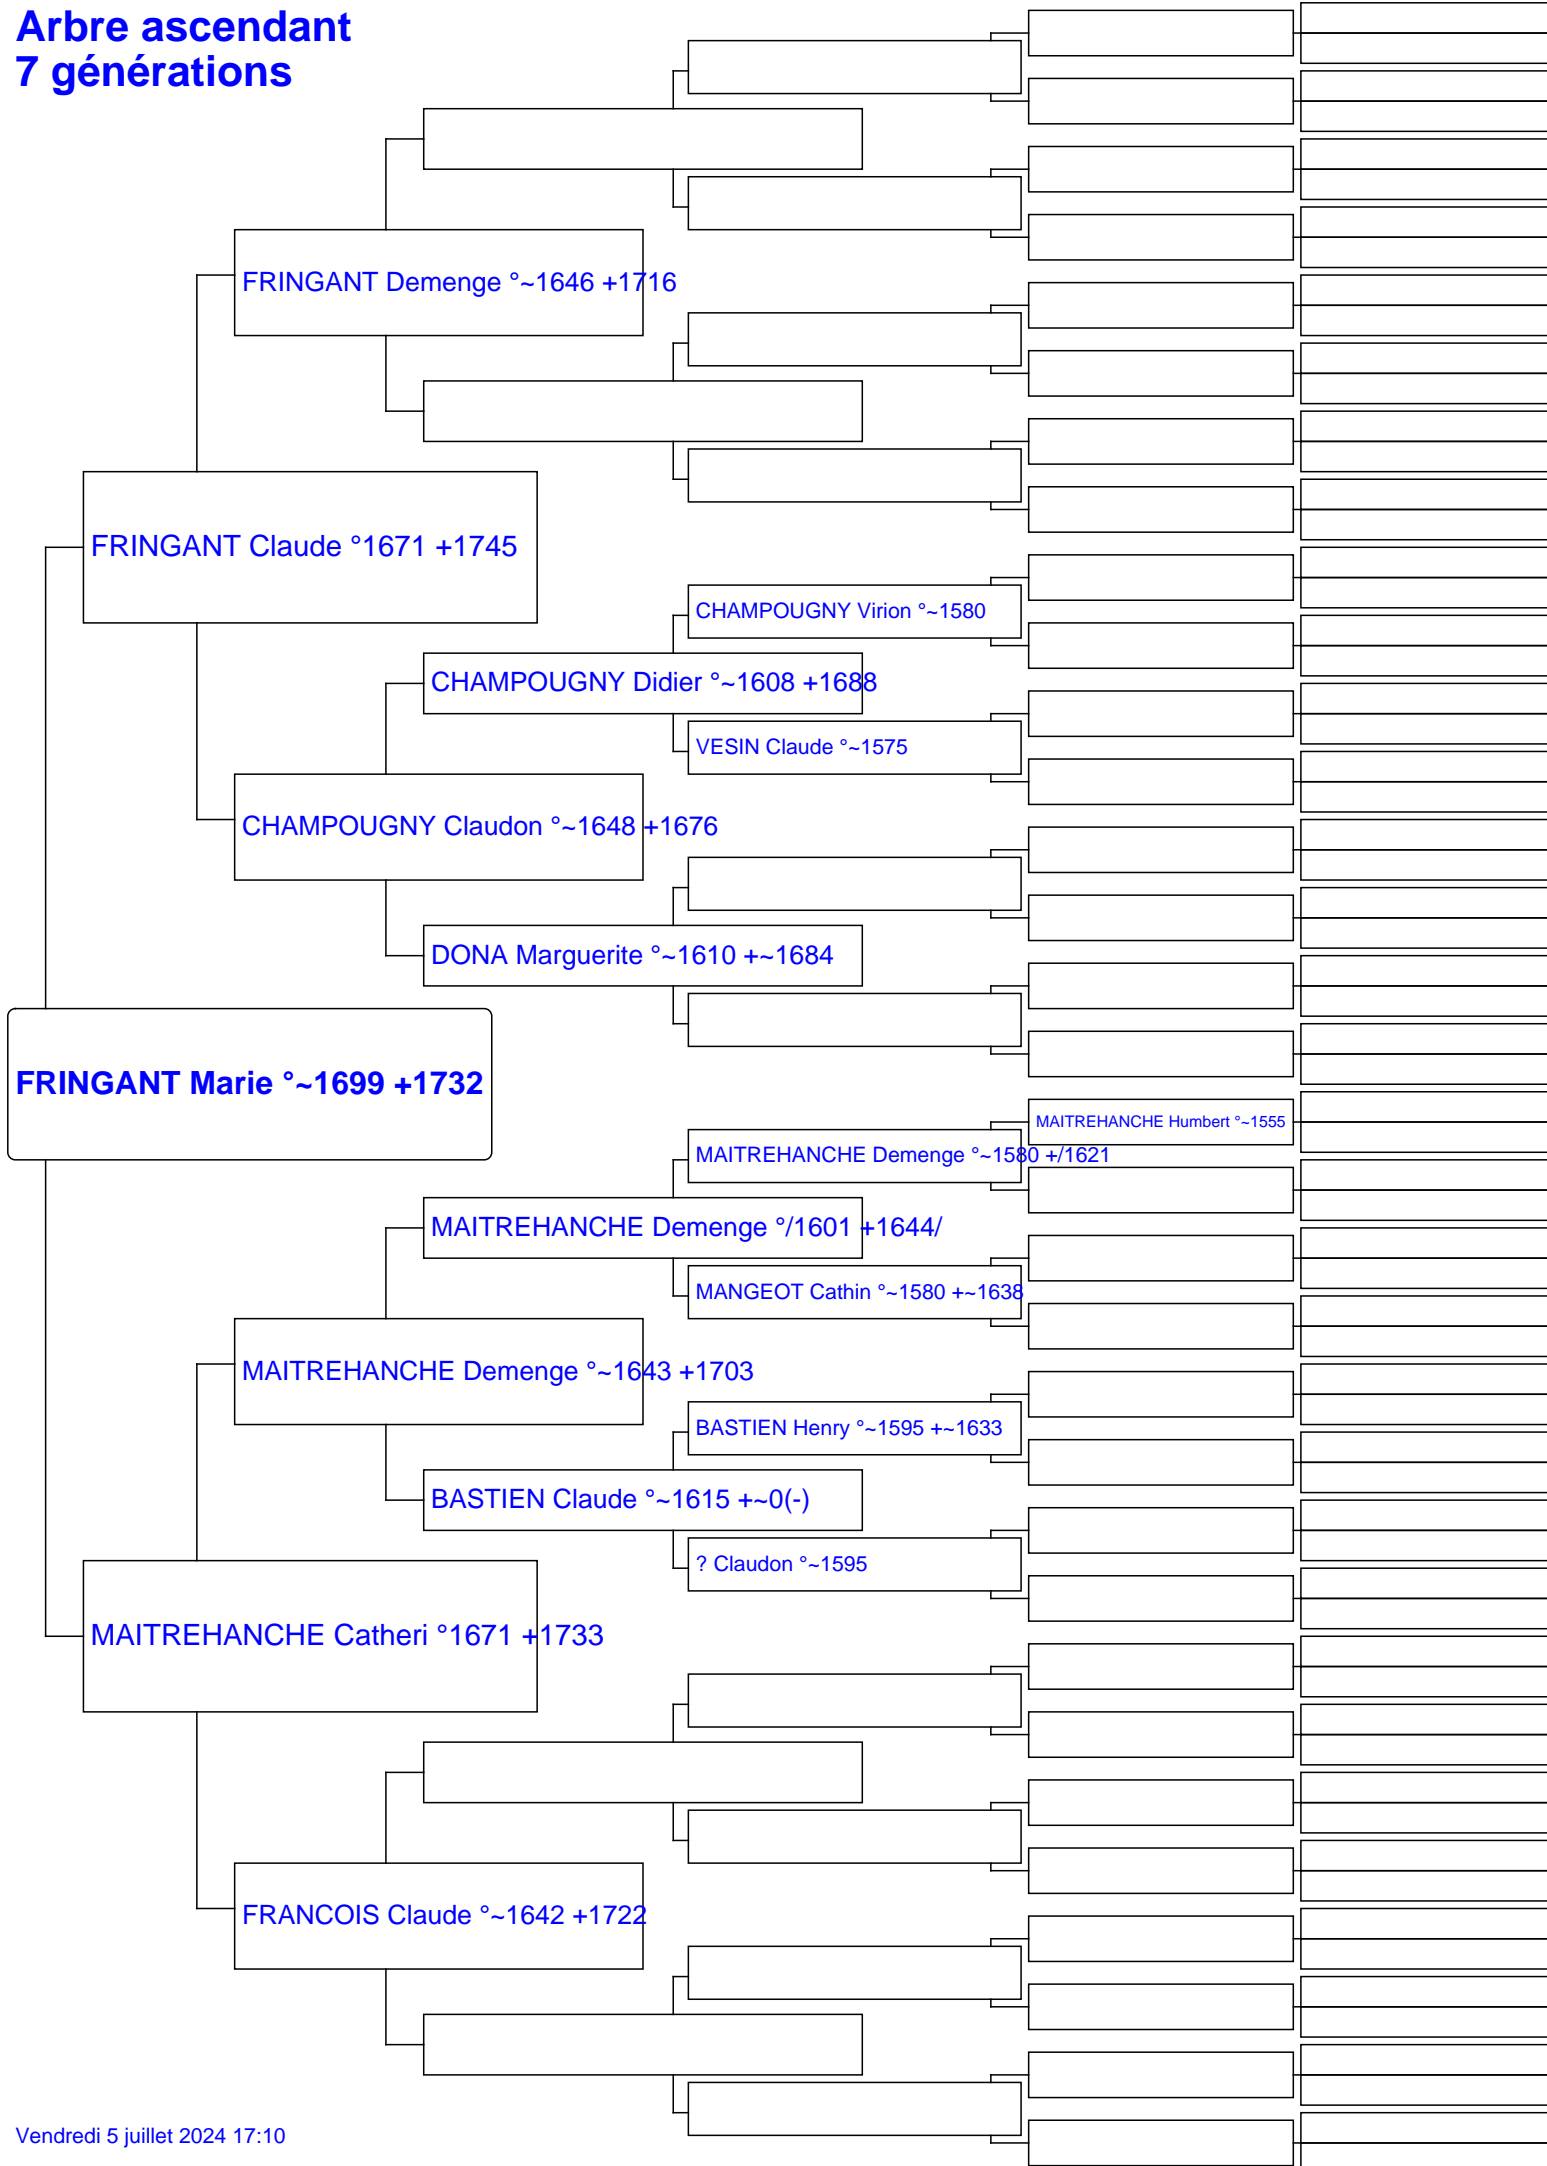 Arbre ascendant
7 générations
FRINGANT Demenge °~1646 +1716
FRINGANT Claude °1671 +1745
CHAMPOUGNY Virion °~1580
CHAMPOUGNY Didier °~1608 +1688
VESIN Claude °~1575
CHAMPOUGNY Claudon °~1648 +1676
DONA Marguerite °~1610 +~1684
FRINGANT Marie °~1699 +1732
MAITREHANCHE Humbert °~1555
MAITREHANCHE Demenge °~1580 +/1621
MAITREHANCHE Demenge °/1601 +1644/
MANGEOT Cathin °~1580 +~1638
MAITREHANCHE Demenge °~1643 +1703
BASTIEN Henry °~1595 +~1633
BASTIEN Claude °~1615 +~0(-)
? Claudon °~1595
MAITREHANCHE Catheri °1671 +1733
FRANCOIS Claude °~1642 +1722
Vendredi 5 juillet 2024 17:10